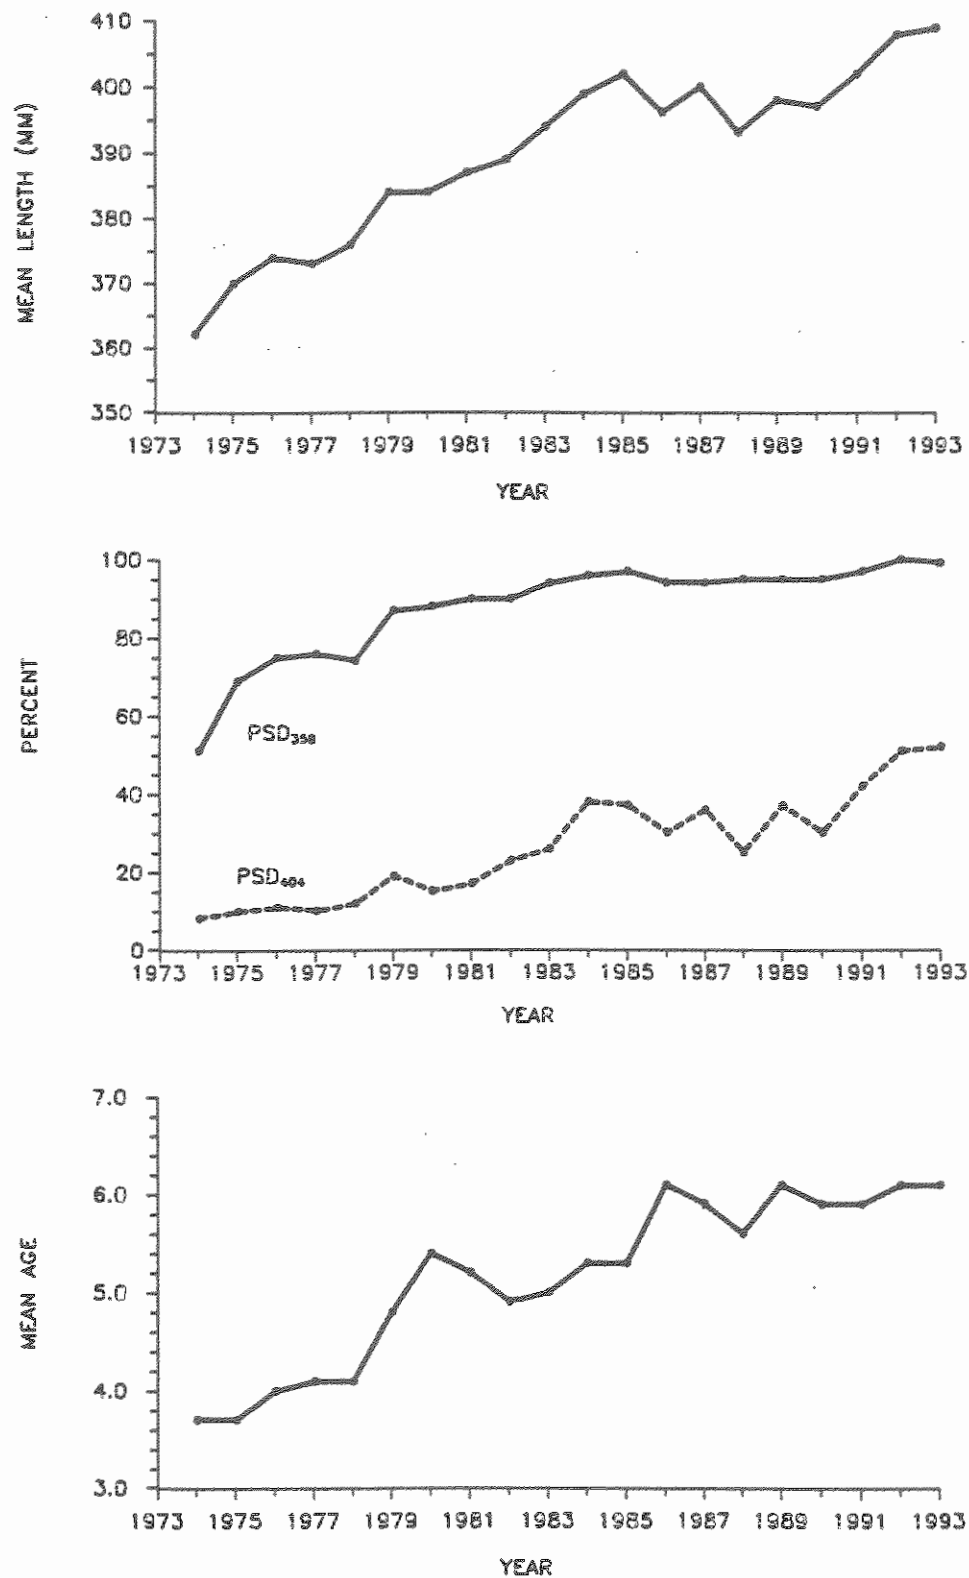 410
400
390
380
370
360
350
MEAN LENGTH (MM)
1973 1975 1977 1979 1981 1983 1985 1987 1989 1991 1993
YEAR
100
80
60
40
20
0
PERCENT
PSD₃₅₈
PSD₄₀₄
1973 1975 1977 1979 1981 1983 1985 1987 1989 1991 1993
YEAR
7.0
6.0
5.0
4.0
3.0
MEAN AGE
1973 1975 1977 1979 1981 1983 1985 1987 1989 1991 1993
YEAR